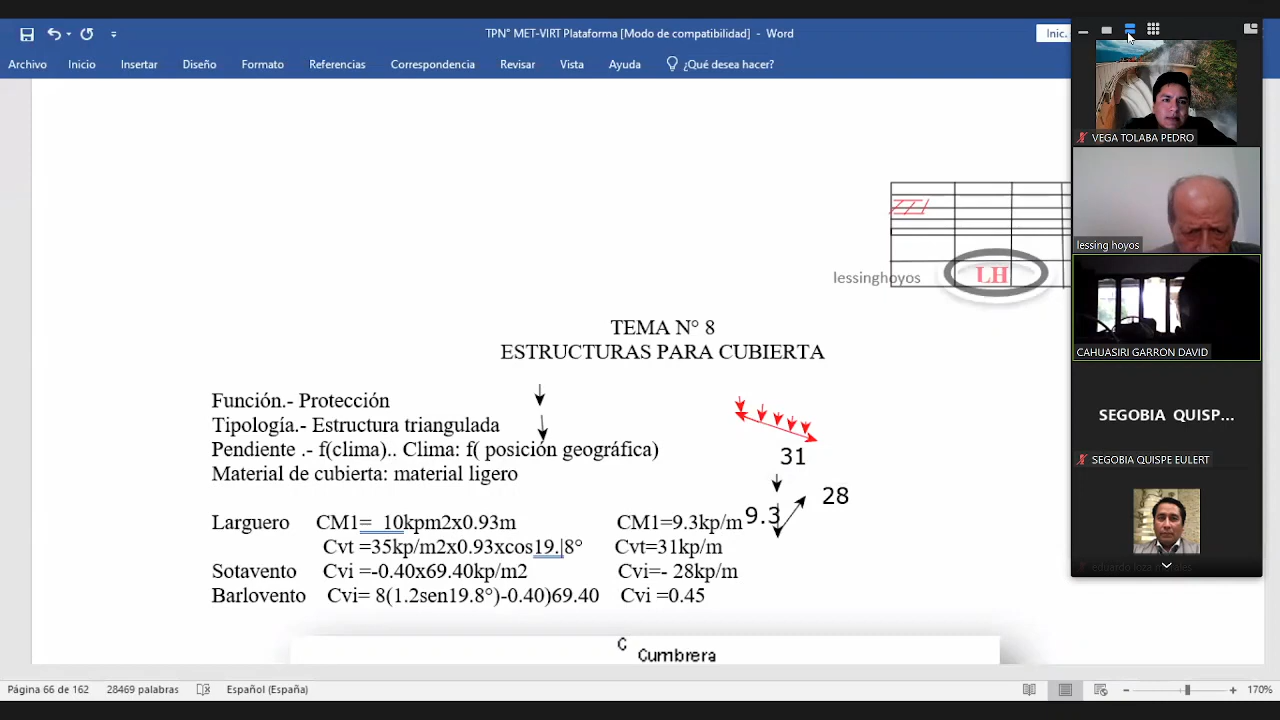 TPN° MET-VIRT Plataforma [Modo de compatibilidad] - Word
Inic.
Archivo Inicio Insertar Diseño Formato Referencias Correspondencia Revisar Vista Ayuda ¿Qué desea hacer?
VEGA TOLABA PEDRO
lessing hoyos
CAHUASIRI GARRON DAVID
SEGOBIA QUISP...
SEGOBIA QUISPE EULERT
eduardo loza morales
lessinghoyos
LH
TEMA N° 8
ESTRUCTURAS PARA CUBIERTA
Función.- Protección
Tipología.- Estructura triangulada
Pendiente .- f(clima).. Clima: f( posición geográfica)
Material de cubierta: material ligero
31
28
9.3
Larguero CM1= 10kpm2x0.93m CM1=9.3kp/m
Cvt =35kp/m2x0.93xcos19.8° Cvt=31kp/m
Sotavento Cvi =-0.40x69.40kp/m2 Cvi=- 28kp/m
Barlovento Cvi= 8(1.2sen19.8°)-0.40)69.40 Cvi =0.45
C
Cumbrera
Página 66 de 162 28469 palabras Español (España) 170%